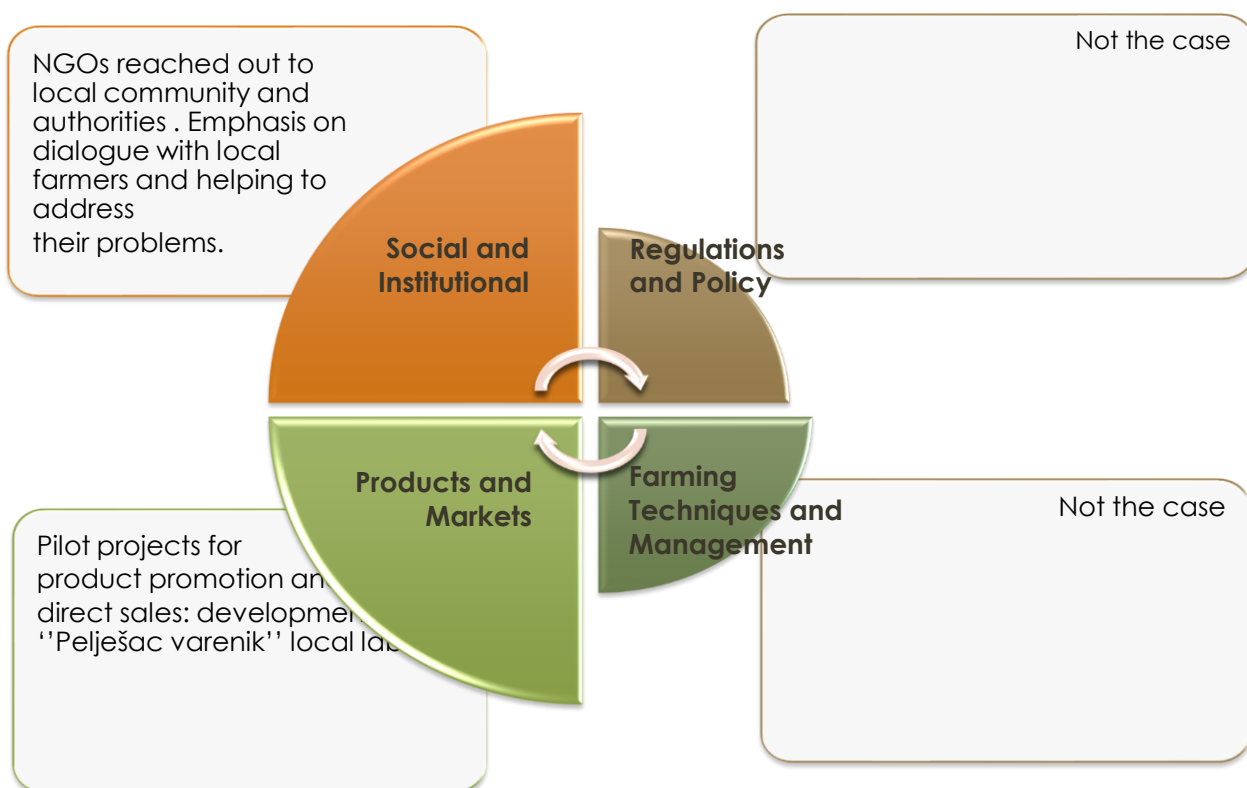 NGOs reached out to
local community and
authorities . Emphasis on
dialogue with local
farmers and helping to
address
their problems.
Not the case
Social and
Institutional
Regulations
and Policy
Products and
Markets
Farming
Techniques and
Management
Pilot projects for
product promotion
direct sales:
‘’Pelješac varenik’’ local
Not the case